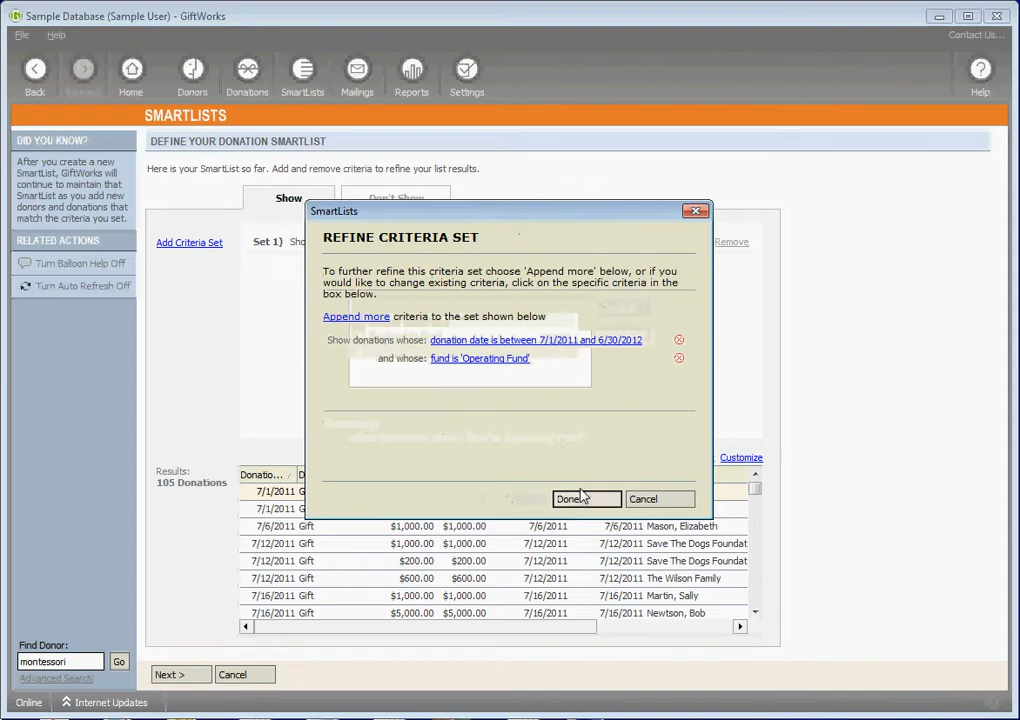 Sample Database (Sample User) - GiftWorks
File Help Contact Us...
Back Home Donors Donations SmartLists Mailings Reports Settings Help
SMARTLISTS
DID YOU KNOW?
After you create a new
SmartList, GiftWorks will
continue to maintain that
SmartList as you add new
donors and donations that
match the criteria you set.
RELATED ACTIONS
Turn Balloon Help Off
Turn Auto Refresh Off
DEFINE YOUR DONATION SMARTLIST
Here is your SmartList so far. Add and remove criteria to refine your list results.
Show Don't Show
Add Criteria Set Set 1) Sho Remove
SmartLists
REFINE CRITERIA SET
To further refine this criteria set choose 'Append more' below, or if you
would like to change existing criteria, click on the specific criteria in the
box below.
Append more criteria to the set shown below
Show donations whose: donation date is between 7/1/2011 and 6/30/2012
and whose: fund is 'Operating Fund'
Done Cancel
Customize
Results:
105 Donations
Donatio... / D
7/1/2011 G
7/1/2011 G
7/6/2011 Gift $1,000.00 $1,000.00 7/6/2011 7/6/2011 Mason, Elizabeth
7/12/2011 Gift $1,000.00 $1,000.00 7/12/2011 7/12/2011 Save The Dogs Foundat
7/12/2011 Gift $200.00 $200.00 7/12/2011 7/12/2011 Save The Dogs Foundat
7/12/2011 Gift $600.00 $600.00 7/12/2011 7/12/2011 The Wilson Family
7/16/2011 Gift $1,000.00 $1,000.00 7/16/2011 7/16/2011 Martin, Sally
7/16/2011 Gift $5,000.00 $5,000.00 7/16/2011 7/16/2011 Newtson, Bob
Find Donor:
montessori Go
Advanced Search
Next > Cancel
Online Internet Updates